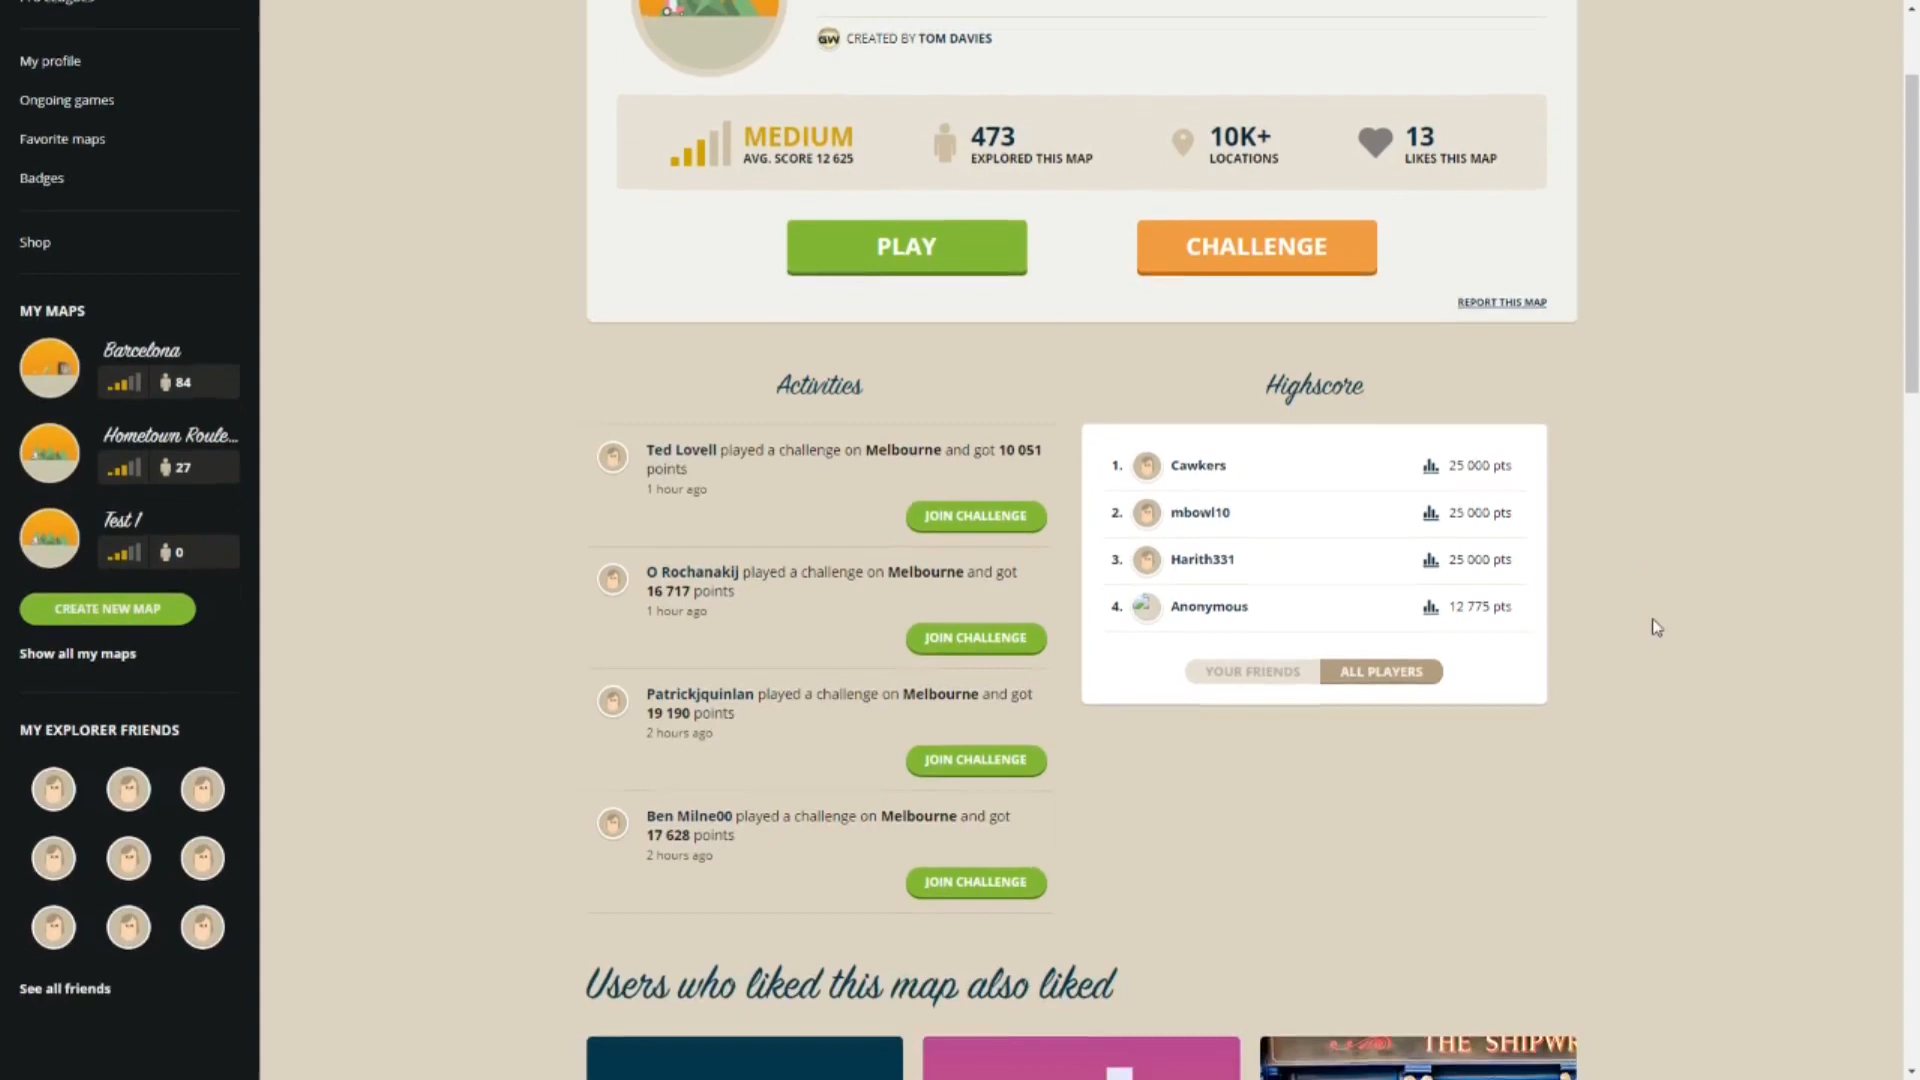 My profile
Ongoing games
Favorite maps
Badges
Shop
MY MAPS
Barcelona
84
Hometown Route...
27
Test 1
0
CREATE NEW MAP
Show all my maps
MY EXPLORER FRIENDS
See all friends
GW CREATED BY TOM DAVIES
MEDIUM
AVG. SCORE 12 625
473
EXPLORED THIS MAP
10K+
LOCATIONS
13
LIKES THIS MAP
PLAY
CHALLENGE
REPORT THIS MAP
Activities
Ted Lovell played a challenge on Melbourne and got 10 051
points
1 hour ago
JOIN CHALLENGE
O Rochanakij played a challenge on Melbourne and got
16 717 points
1 hour ago
JOIN CHALLENGE
Patrickjquinlan played a challenge on Melbourne and got
19 190 points
2 hours ago
JOIN CHALLENGE
Ben Milne00 played a challenge on Melbourne and got
17 628 points
2 hours ago
JOIN CHALLENGE
Highscore
1. Cawkers 25 000 pts
2. mbowl10 25 000 pts
3. Harith331 25 000 pts
4. Anonymous 12 775 pts
YOUR FRIENDS ALL PLAYERS
Users who liked this map also liked
THE SHIPWR